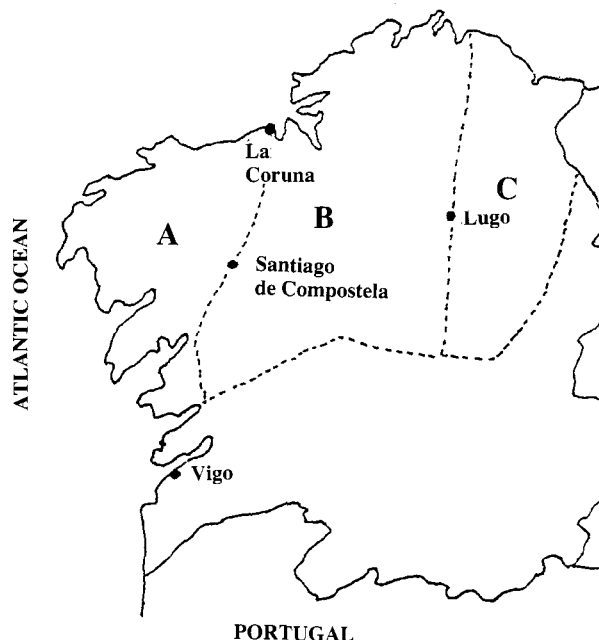 La
Coruna
A
B
C
Lugo
Santiago
de Compostela
ATLANTIC OCEAN
Vigo
PORTUGAL